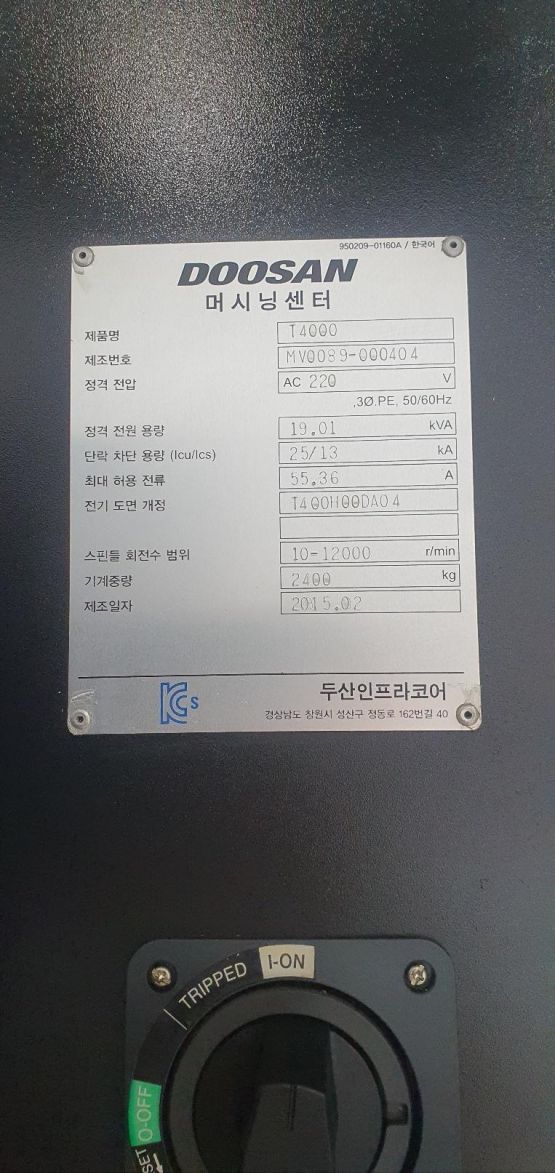 950209-01160A / 한국어
DOOSAN
머시닝센터
제품명 T4000
제조번호 MV0089-000404
정격 전압 AC 220 V
,3Ø.PE, 50/60Hz
정격 전원 용량 19.01 kVA
단락 차단 용량 (Icu/Ics) 25/13 kA
최대 허용 전류 55.36 A
전기 도면 개정 T400H00DA04
스핀들 회전수 범위 10-12000 r/min
기계중량 2400 kg
제조일자 2015.02
두산인프라코어
KCs 경상남도 창원시 성산구 정동로 162번길 40
I-ON
TRIPPED
O-OFF